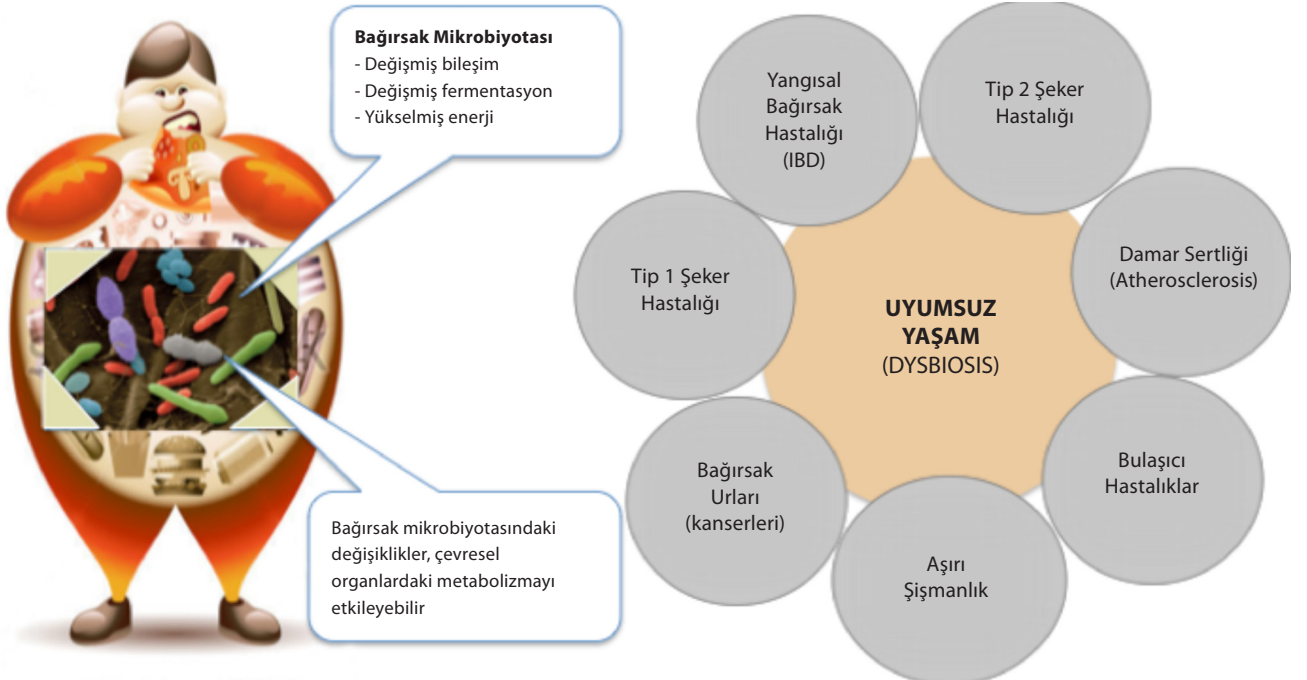 Bağırsak Mikrobiyotası
- Değişmiş bileşim
- Değişmiş fermentasyon
- Yükselmiş enerji
Bağırsak mikrobiyotasındaki
değişiklikler, çevresel
organlardaki metabolizmayı
etkileyebilir
Yangısal
Bağırsak
Hastalığı
(IBD)
Tip 2 Şeker
Hastalığı
Tip 1 Şeker
Hastalığı
Damar Sertliği
(Atherosclerosis)
UYUMSUZ
YAŞAM
(DYSBIOSIS)
Bağırsak
Urları
(kanserleri)
Bulaşıcı
Hastalıklar
Aşırı
Şişmanlık